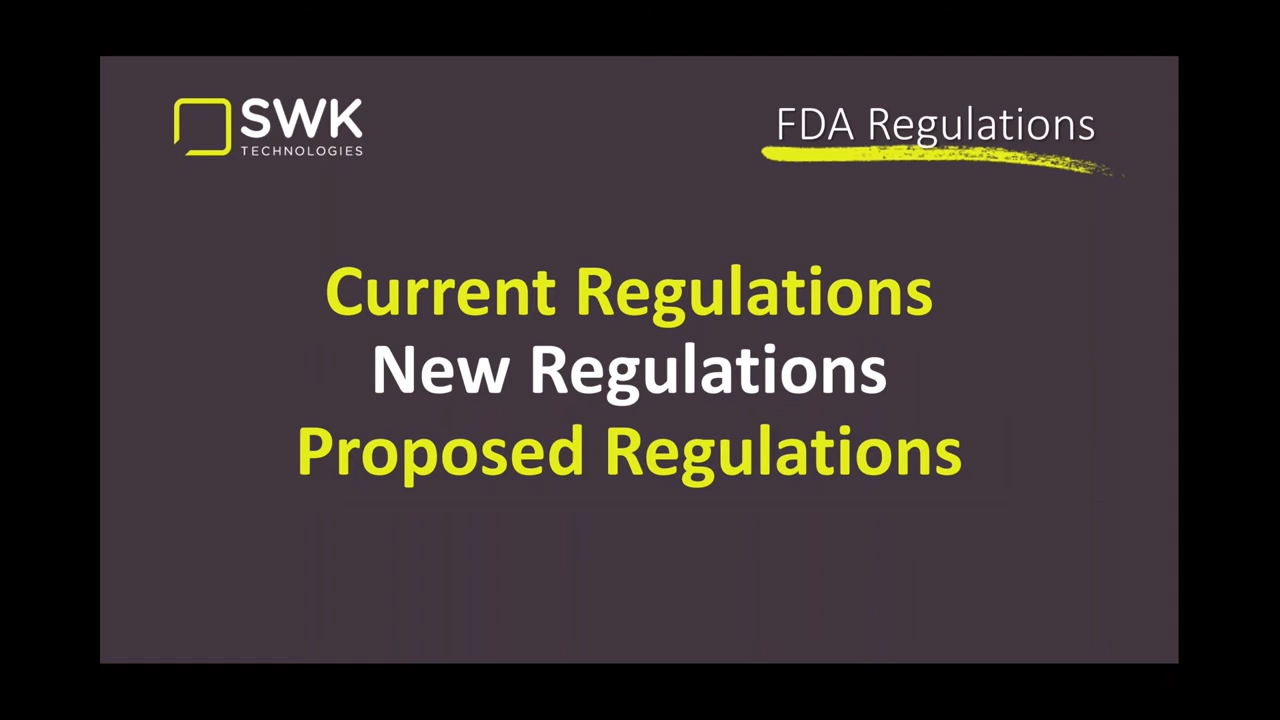 SWK
TECHNOLOGIES
FDA Regulations
Current Regulations
New Regulations
Proposed Regulations